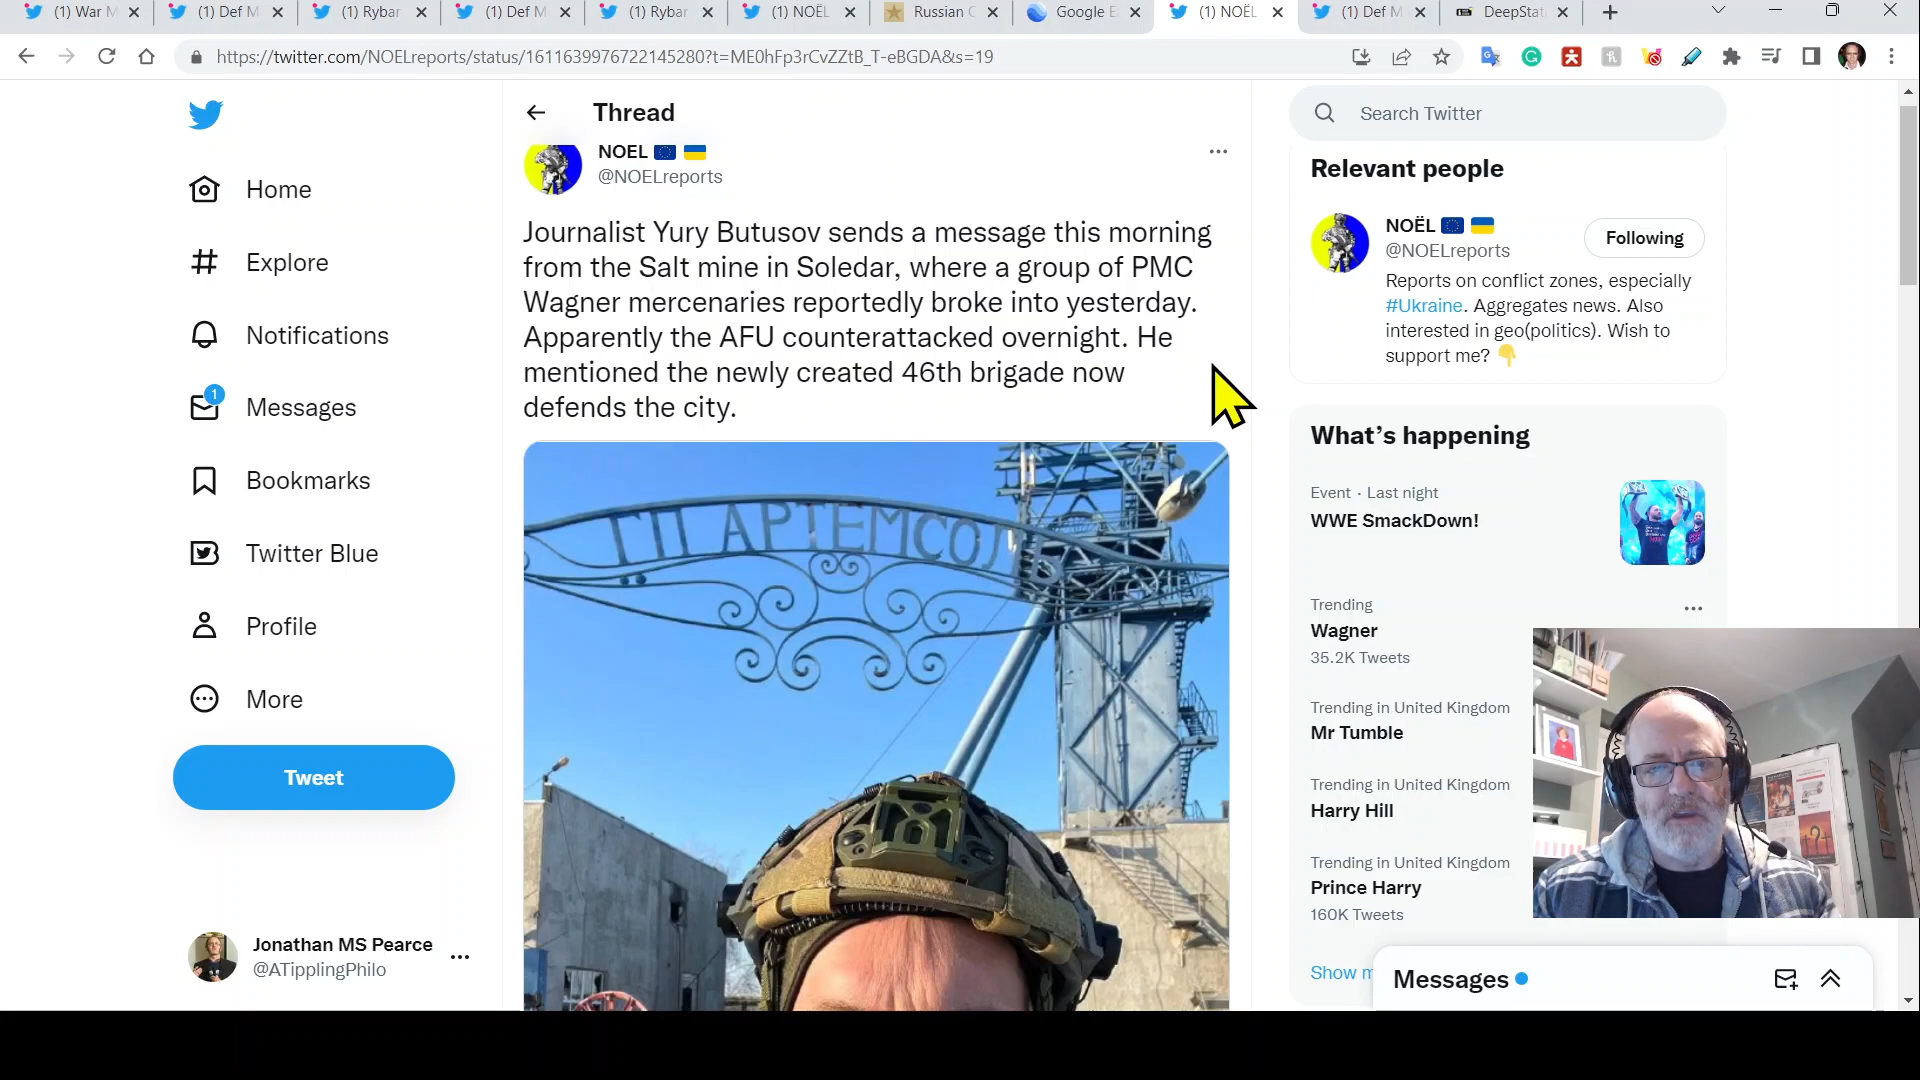 (1) War M
(1) Def M
(1) Rybar
(1) Def M
(1) Rybar
(1) NOËL
Russian O
Google E
(1) NOËL
(1) Def M
DeepStat
https://twitter.com/NOELreports/status/1611639976722145280?t=ME0hFp3rCvZZtB_T-eBGDA&s=19
Home
Explore
Notifications
1
Messages
Bookmarks
Twitter Blue
Profile
More
Tweet
Jonathan MS Pearce
@ATipplingPhilo
Thread
NOEL
@NOELreports
Journalist Yury Butusov sends a message this morning
from the Salt mine in Soledar, where a group of PMC
Wagner mercenaries reportedly broke into yesterday.
Apparently the AFU counterattacked overnight. He
mentioned the newly created 46th brigade now
defends the city.
ГП АРТЕМСОЛЬ
Search Twitter
Relevant people
NOËL
@NOELreports
Following
Reports on conflict zones, especially
#Ukraine. Aggregates news. Also
interested in geo(politics). Wish to
support me?
What's happening
Event · Last night
WWE SmackDown!
Trending
Wagner
35.2K Tweets
Trending in United Kingdom
Mr Tumble
Trending in United Kingdom
Harry Hill
Trending in United Kingdom
Prince Harry
160K Tweets
Show m
Messages